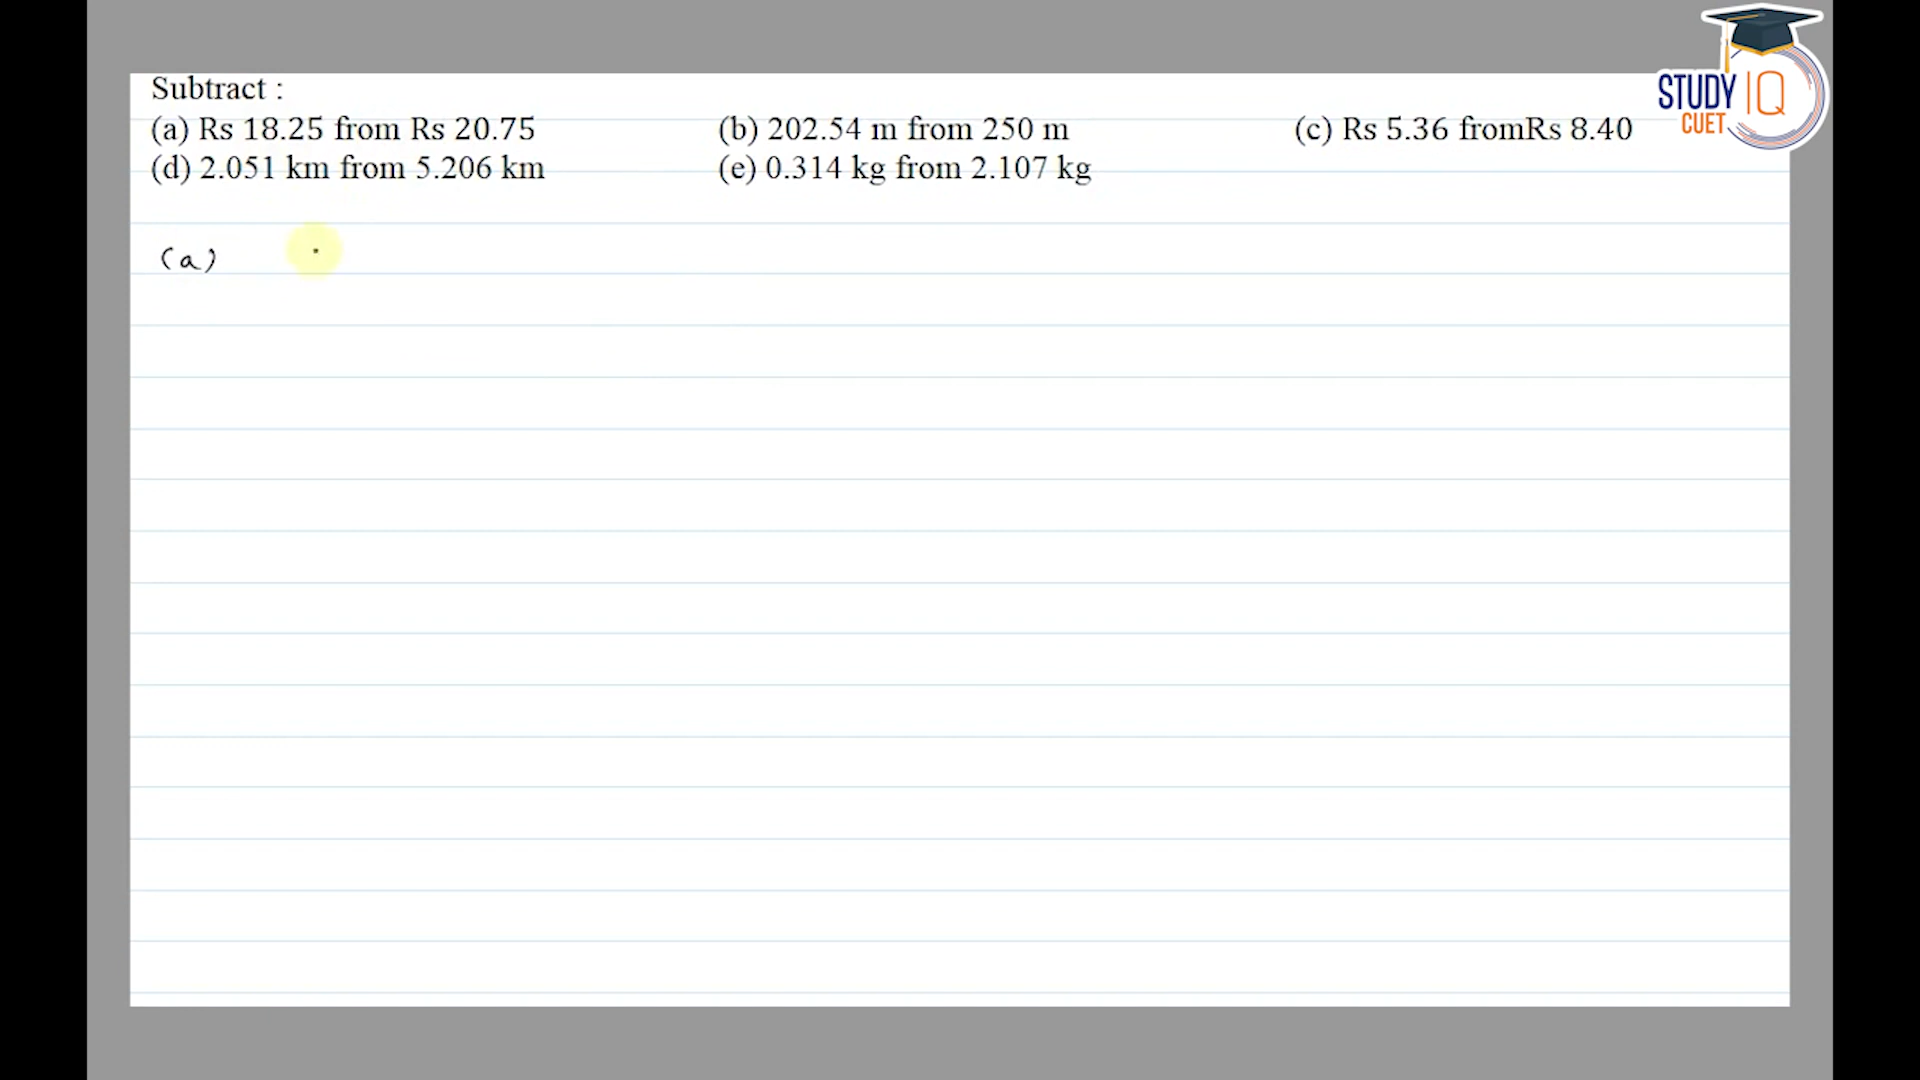 Subtract :
(a) Rs 18.25 from Rs 20.75 (b) 202.54 m from 250 m (c) Rs 5.36 fromRs 8.40
(d) 2.051 km from 5.206 km (e) 0.314 kg from 2.107 kg
(a)
STUDY IQ
CUET